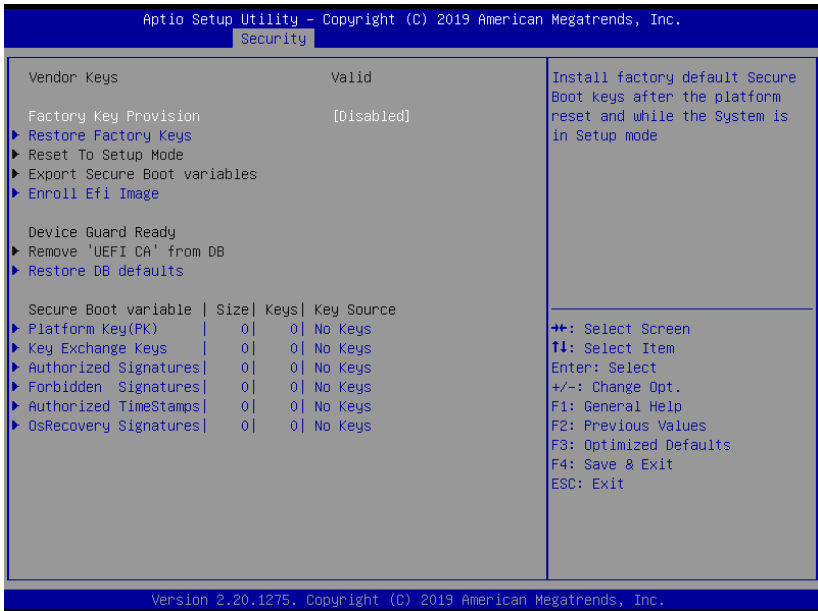 Aptio Setup Utility – Copyright (C) 2019 American Megatrends, Inc.
Security
Vendor Keys Valid
Factory Key Provision [Disabled]
Restore Factory Keys
Reset To Setup Mode
Export Secure Boot variables
Enroll Efi Image
Device Guard Ready
Remove 'UEFI CA' from DB
Restore DB defaults
Secure Boot variable | Size| Keys| Key Source
Platform Key(PK) | 0| 0| No Keys
Key Exchange Keys | 0| 0| No Keys
Authorized Signatures| 0| 0| No Keys
Forbidden Signatures| 0| 0| No Keys
Authorized TimeStamps| 0| 0| No Keys
OsRecovery Signatures| 0| 0| No Keys
Install factory default Secure
Boot keys after the platform
reset and while the System is
in Setup mode
→←: Select Screen
↑↓: Select Item
Enter: Select
+/-: Change Opt.
F1: General Help
F2: Previous Values
F3: Optimized Defaults
F4: Save & Exit
ESC: Exit
Version 2.20.1275. Copyright (C) 2019 American Megatrends, Inc.